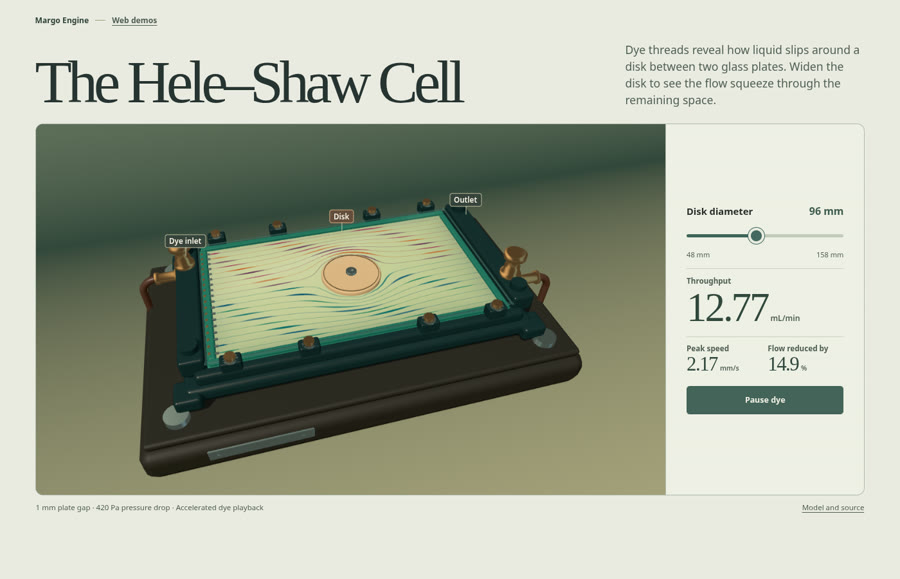 Margo Engine — Web demos
The Hele–Shaw Cell
Dye threads reveal how liquid slips around a
disk between two glass plates. Widen the
disk to see the flow squeeze through the
remaining space.
Dye inlet
Disk
Outlet
Disk diameter 96 mm
48 mm 158 mm
Throughput
12.77 mL/min
Peak speed Flow reduced by
2.17 mm/s 14.9 %
Pause dye
1 mm plate gap · 420 Pa pressure drop · Accelerated dye playback
Model and source